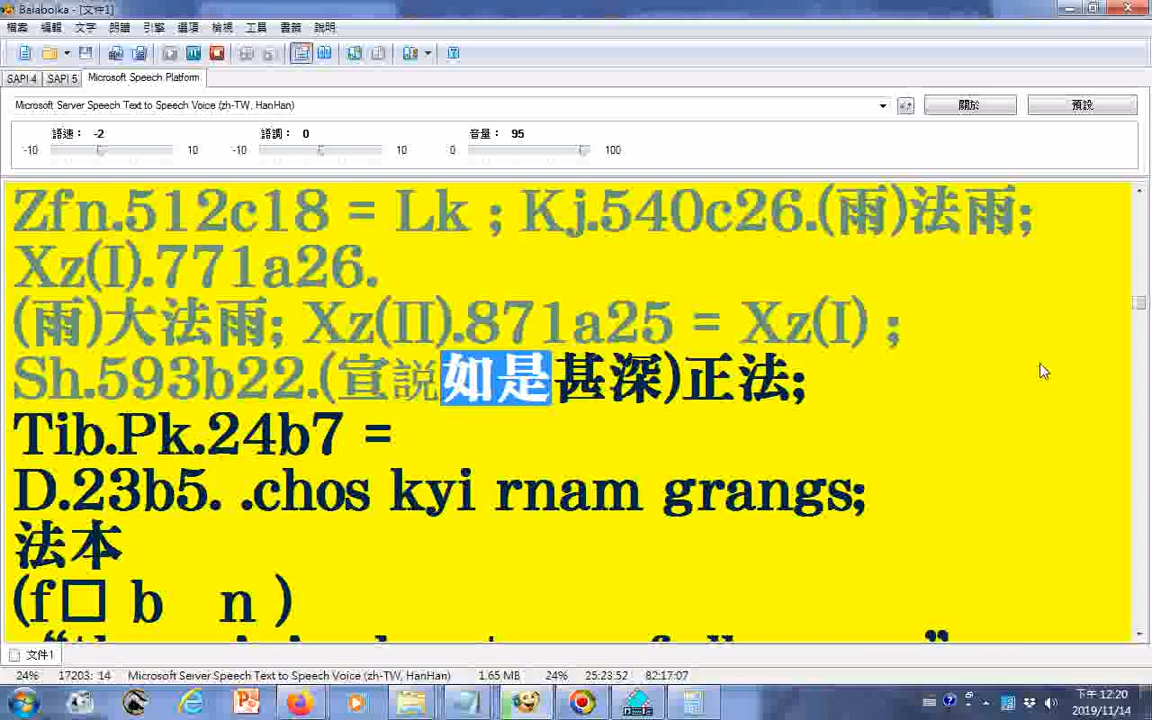 Balabolka - [文件1]
檔案 編輯 文字 朗讀 引擎 選項 檢視 工具 書籤 說明
SAPI 4 SAPI 5 Microsoft Speech Platform
Microsoft Server Speech Text to Speech Voice (zh-TW, HanHan) 關於 預設
語速： -2 語調： 0 音量： 95
-10 10 -10 10 0 100
Zfn.512c18 = Lk ; Kj.540c26.(雨)法雨;
Xz(I).771a26.
(雨)大法雨; Xz(II).871a25 = Xz(I) ;
Sh.593b22.(宣説如是甚深)正法;
Tib.Pk.24b7 =
D.23b5. .chos kyi rnam grangs;
法本
(f□ b n )
文件1
24% 17203: 14 Microsoft Server Speech Text to Speech Voice (zh-TW, HanHan) 1.65 MB 24% 25:23:52 82:17:07
下午 12:20
2019/11/14